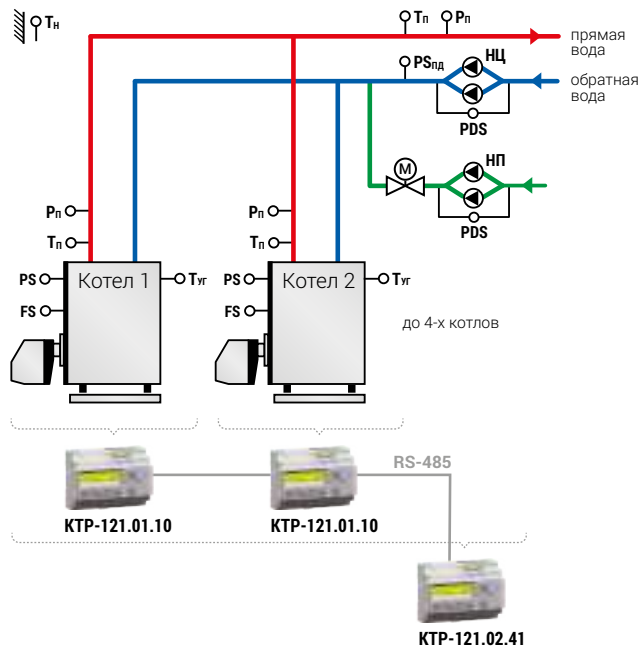 Тн
Тп
Рп
прямая
вода
PSпд
НЦ
обратная
вода
PDS
М
НП
PDS
Рп
Рп
Тп
Тп
PS
Котел 1
Туг
PS
Котел 2
Туг
FS
FS
до 4-х котлов
RS-485
КТР-121.01.10
КТР-121.01.10
КТР-121.02.41